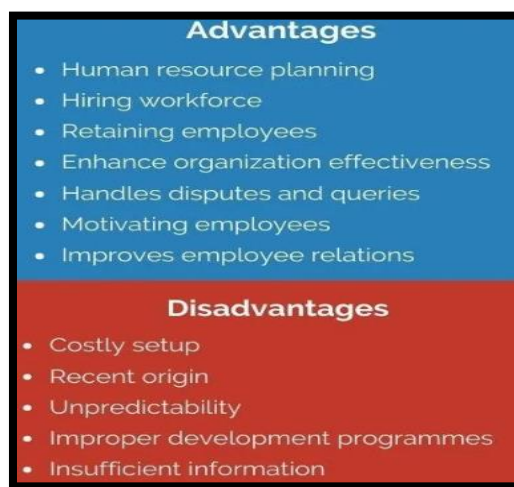 Advantages
• Human resource planning
• Hiring workforce
• Retaining employees
• Enhance organization effectiveness
• Handles disputes and queries
• Motivating employees
• Improves employee relations
Disadvantages
• Costly setup
• Recent origin
• Unpredictability
• Improper development programmes
• Insufficient information